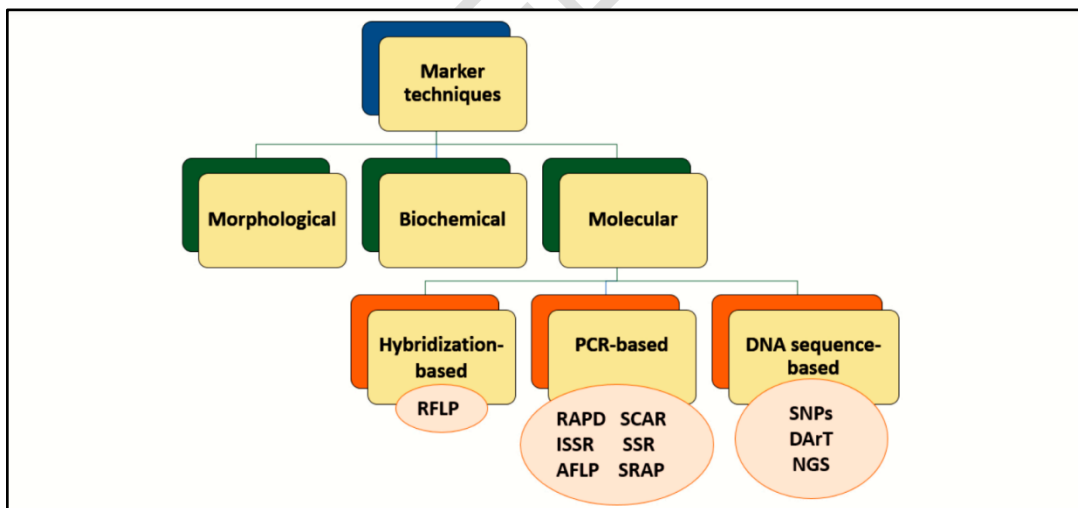 Marker
techniques
Morphological
Biochemical
Molecular
Hybridization-
based
PCR-based
DNA sequence-
based
RFLP
RAPD SCAR
ISSR SSR
AFLP SRAP
SNPs
DArT
NGS